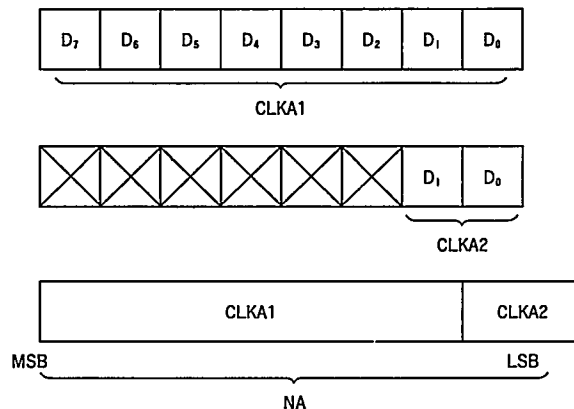 D₇ D₆ D₅ D₄ D₃ D₂ D₁ D₀
CLKA1
D₁ D₀
CLKA2
CLKA1 CLKA2
MSB LSB
NA